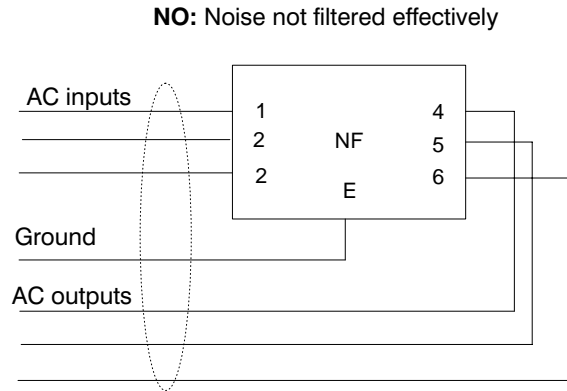 NO: Noise not filtered effectively
AC inputs
1 4
2 NF 5
2 6
E
Ground
AC outputs